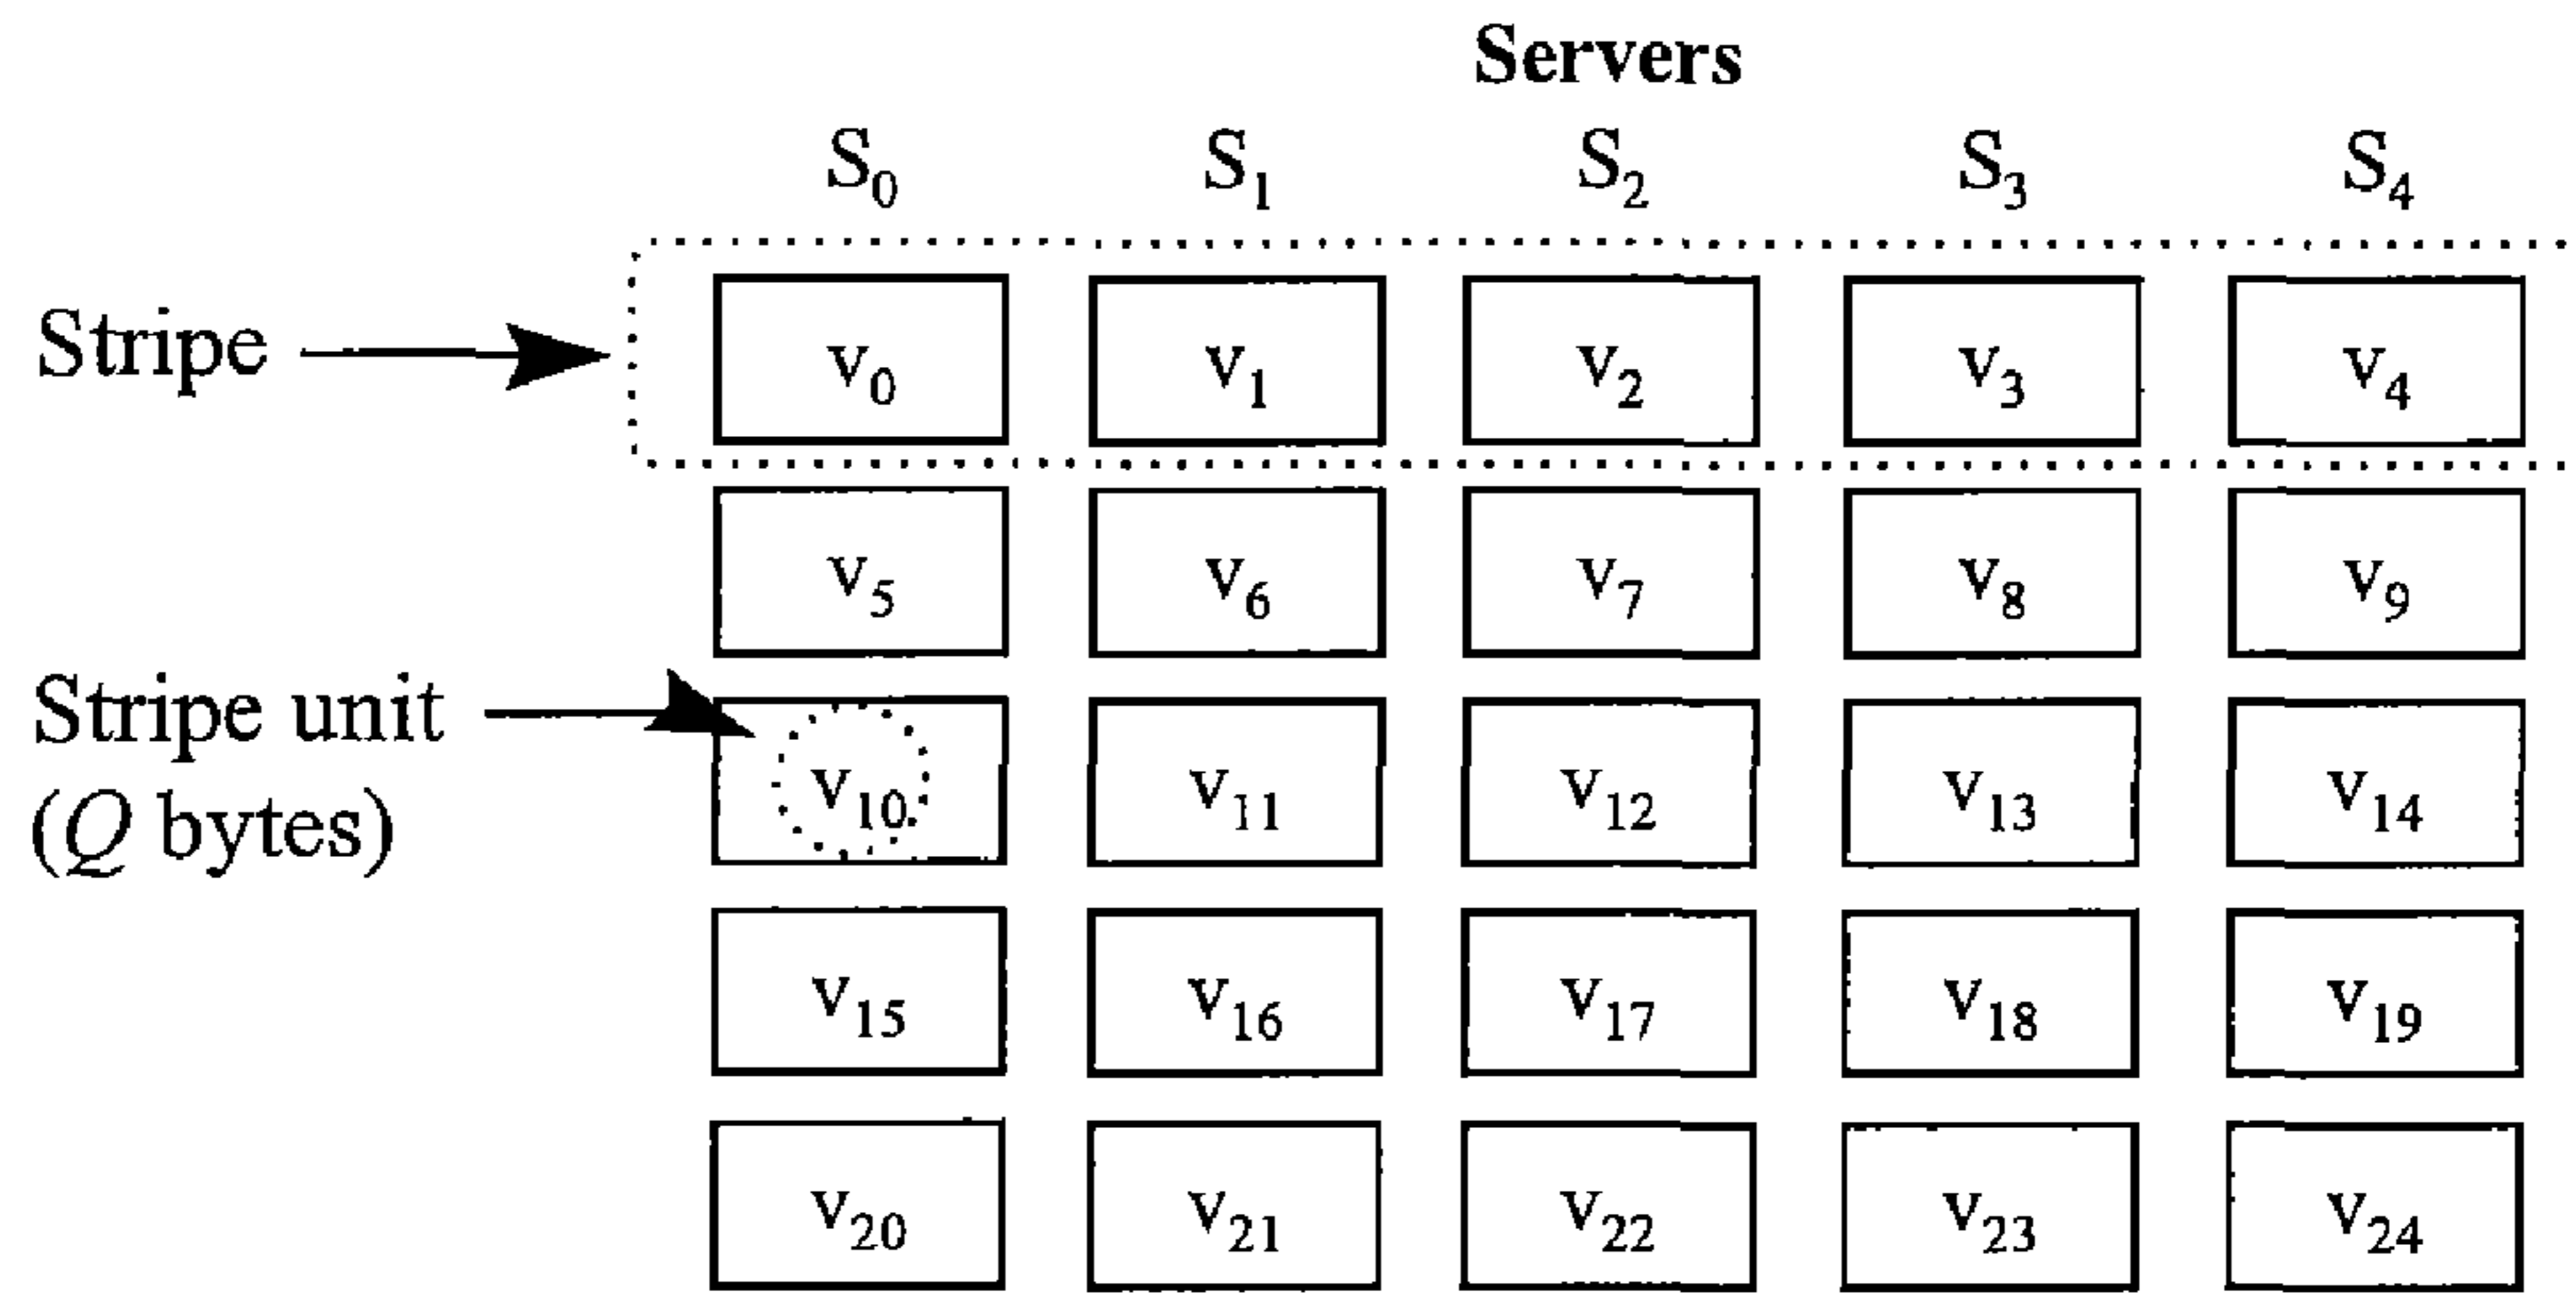 Servers
S0 S1 S2 S3 S4
Stripe v0 v1 v2 v3 v4
v5 v6 v7 v8 v9
Stripe unit
(Q bytes) v10 v11 v12 v13 v14
v15 v16 v17 v18 v19
v20 v21 v22 v23 v24